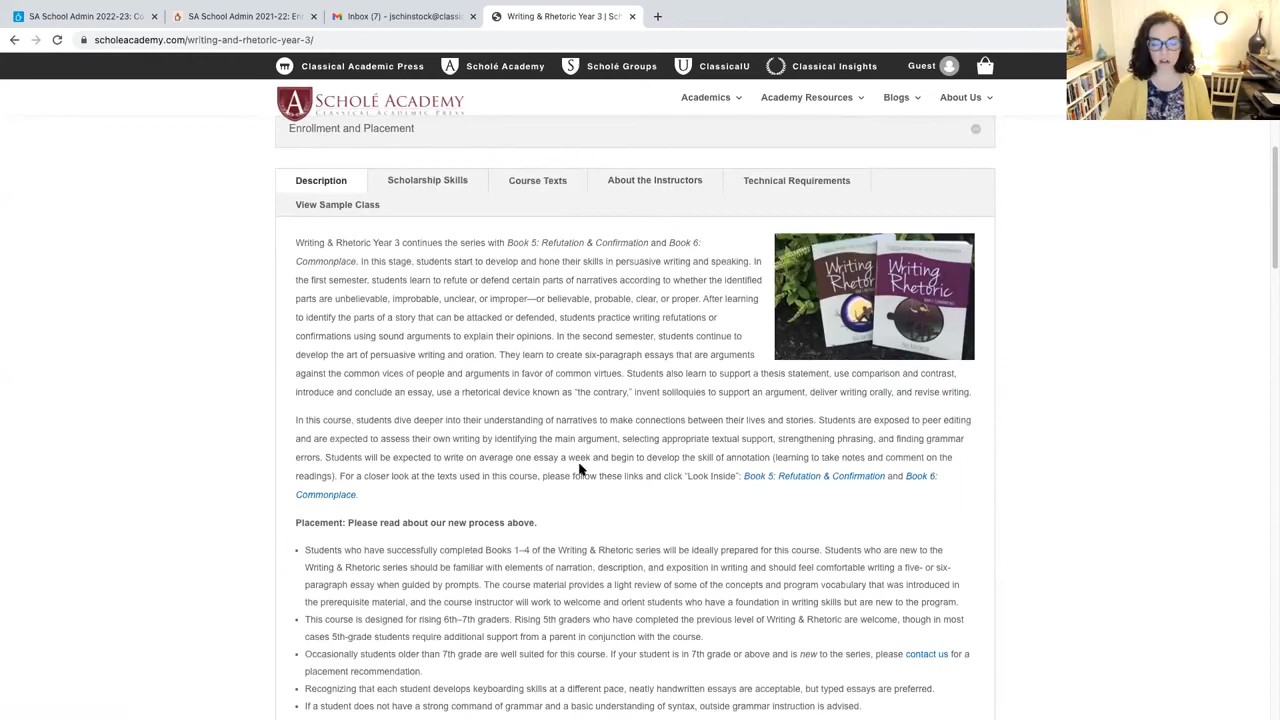 SA School Admin 2022-23: Co
SA School Admin 2021-22: En
Inbox (7) - jschinstock@classic
Writing & Rhetoric Year 3 | Sch
scholeacademy.com/writing-and-rhetoric-year-3/
Classical Academic Press
Scholé Academy
Scholé Groups
ClassicalU
Classical Insights
Guest
SCHOLÉ ACADEMY
CLASSICAL ACADEMIC PRESS
Academics
Academy Resources
Blogs
About Us
Enrollment and Placement
Description
Scholarship Skills
Course Texts
About the Instructors
Technical Requirements
View Sample Class
Writing & Rhetoric Year 3 continues the series with Book 5: Refutation & Confirmation and Book 6:
Commonplace. In this stage, students start to develop and hone their skills in persuasive writing and speaking. In
the first semester, students learn to refute or defend certain parts of narratives according to whether the identified
parts are unbelievable, improbable, unclear, or improper—or believable, probable, clear, or proper. After learning
to identify the parts of a story that can be attacked or defended, students practice writing refutations or
confirmations using sound arguments to explain their opinions. In the second semester, students continue to
develop the art of persuasive writing and oration. They learn to create six-paragraph essays that are arguments
against the common vices of people and arguments in favor of common virtues. Students also learn to support a thesis statement, use comparison and contrast,
introduce and conclude an essay, use a rhetorical device known as “the contrary,” invent soliloquies to support an argument, deliver writing orally, and revise writing.
Writing
Rhetoric
Writing
Rhetoric
In this course, students dive deeper into their understanding of narratives to make connections between their lives and stories. Students are exposed to peer editing
and are expected to assess their own writing by identifying the main argument, selecting appropriate textual support, strengthening phrasing, and finding grammar
errors. Students will be expected to write on average one essay a week and begin to develop the skill of annotation (learning to take notes and comment on the
readings). For a closer look at the texts used in this course, please follow these links and click “Look Inside”: Book 5: Refutation & Confirmation and Book 6:
Commonplace.
Placement: Please read about our new process above.
Students who have successfully completed Books 1–4 of the Writing & Rhetoric series will be ideally prepared for this course. Students who are new to the
Writing & Rhetoric series should be familiar with elements of narration, description, and exposition in writing and should feel comfortable writing a five- or six-
paragraph essay when guided by prompts. The course material provides a light review of some of the concepts and program vocabulary that was introduced in
the prerequisite material, and the course instructor will work to welcome and orient students who have a foundation in writing skills but are new to the program.
This course is designed for rising 6th–7th graders. Rising 5th graders who have completed the previous level of Writing & Rhetoric are welcome, though in most
cases 5th-grade students require additional support from a parent in conjunction with the course.
Occasionally students older than 7th grade are well suited for this course. If your student is in 7th grade or above and is new to the series, please contact us for a
placement recommendation.
Recognizing that each student develops keyboarding skills at a different pace, neatly handwritten essays are acceptable, but typed essays are preferred.
If a student does not have a strong command of grammar and a basic understanding of syntax, outside grammar instruction is advised.